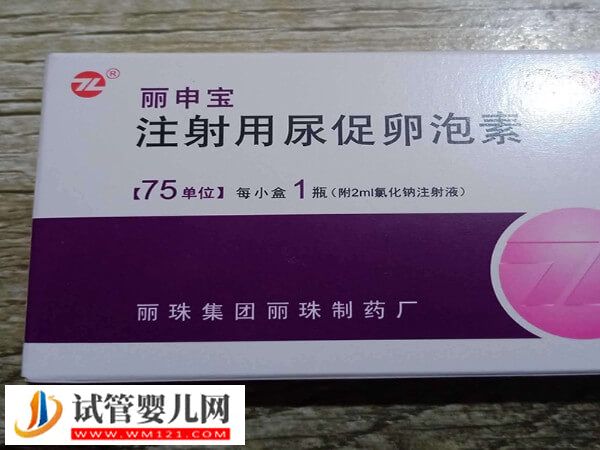 ZL®
丽申宝
注射用尿促卵泡素
【75单位】每小盒1瓶（附2ml氯化钠注射液）
丽珠集团丽珠制药厂
试管婴儿网
WWW.WM121.COM